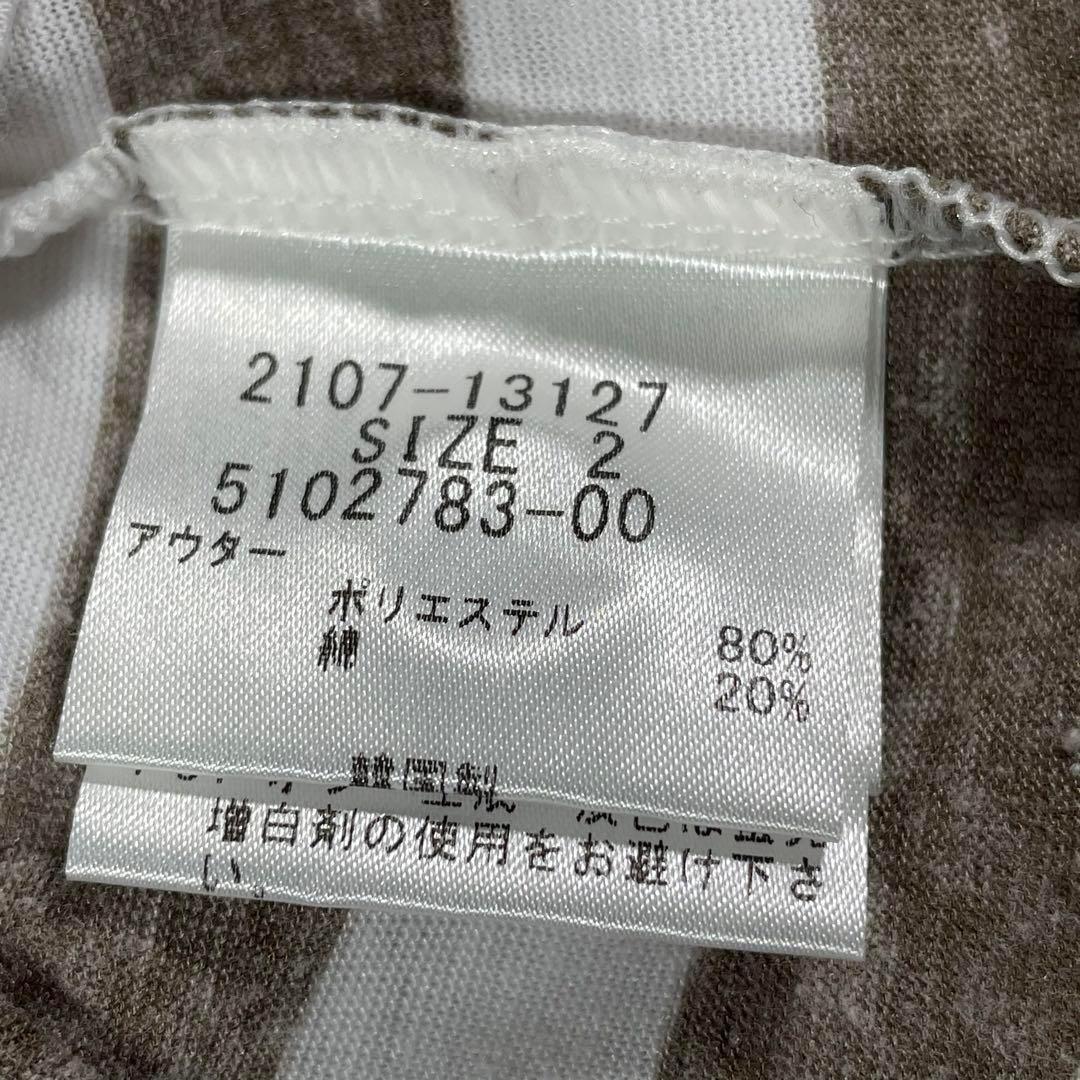 2107-13127
SIZE 2
5102783-00
アウター
ポリエステル 80%
綿 20%
増白剤の使用をお避け下さ
い。